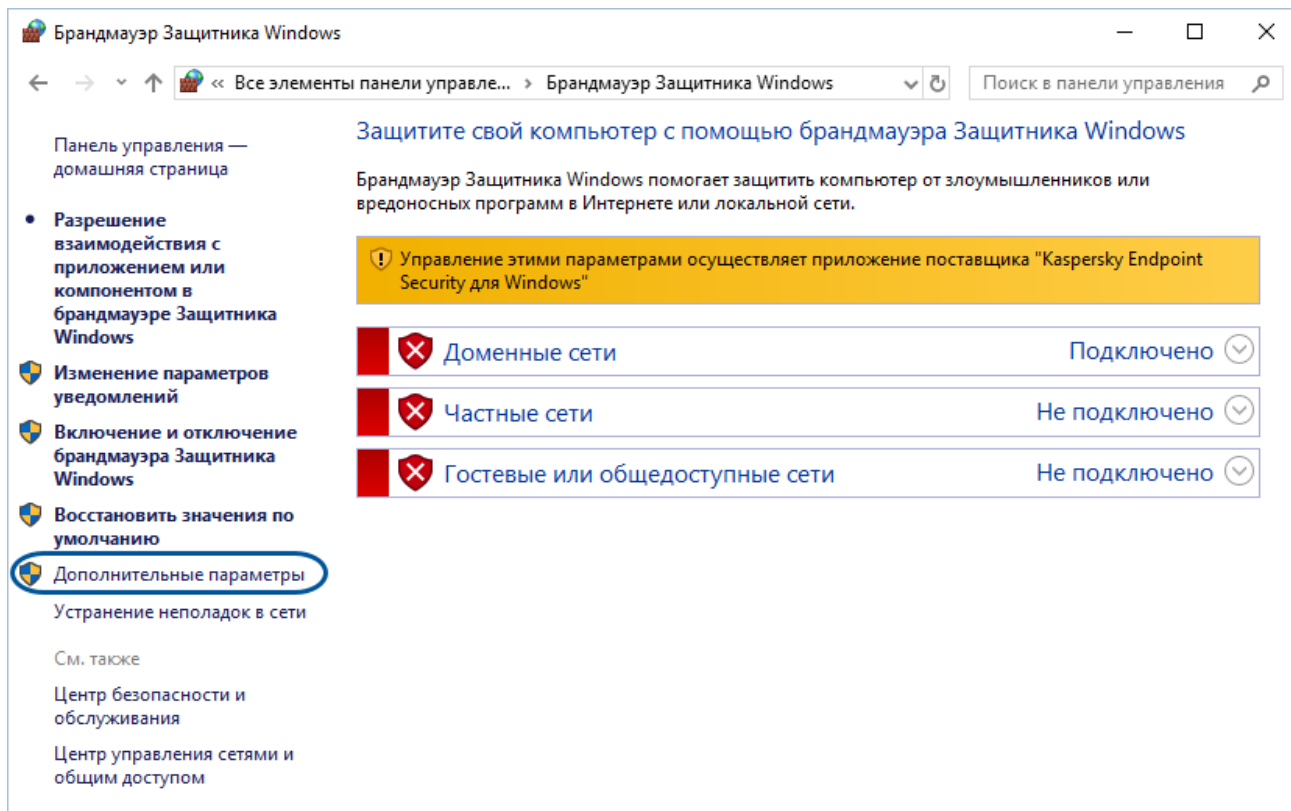 Брандмауэр Защитника Windows
« Все элементы панели управле... › Брандмауэр Защитника Windows
Поиск в панели управления
Панель управления —
домашняя страница
Разрешение
взаимодействия с
приложением или
компонентом в
брандмауэре Защитника
Windows
Изменение параметров
уведомлений
Включение и отключение
брандмауэра Защитника
Windows
Восстановить значения по
умолчанию
Дополнительные параметры
Устранение неполадок в сети
См. также
Центр безопасности и
обслуживания
Центр управления сетями и
общим доступом
Защитите свой компьютер с помощью брандмауэра Защитника Windows
Брандмауэр Защитника Windows помогает защитить компьютер от злоумышленников или
вредоносных программ в Интернете или локальной сети.
Управление этими параметрами осуществляет приложение поставщика "Kaspersky Endpoint
Security для Windows"
Доменные сети Подключено
Частные сети Не подключено
Гостевые или общедоступные сети Не подключено